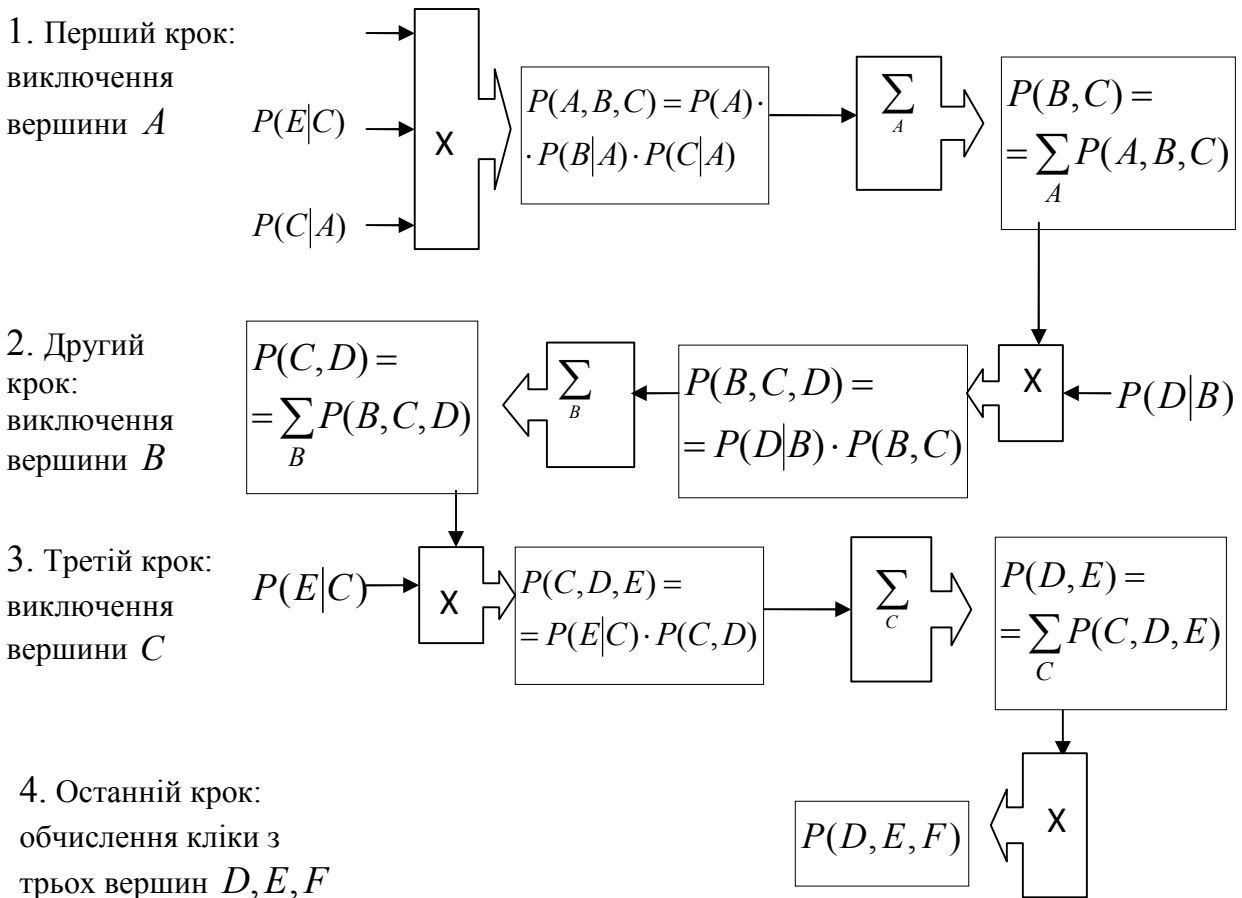 1. Перший крок:
виключення
вершини A
P(E|C)
P(C|A)
X
P(A,B,C) = P(A)·
·P(B|A)·P(C|A)
∑
A
P(B,C) =
= ∑ P(A,B,C)
A
2. Другий
крок:
виключення
вершини B
P(C,D) =
= ∑ P(B,C,D)
B
∑
B
P(B,C,D) =
= P(D|B)·P(B,C)
X
P(D|B)
3. Третій крок:
виключення
вершини C
P(E|C)
X
P(C,D,E) =
= P(E|C)·P(C,D)
∑
C
P(D,E) =
= ∑ P(C,D,E)
C
4. Останній крок:
обчислення кліки з
трьох вершин D,E,F
P(D,E,F)
X